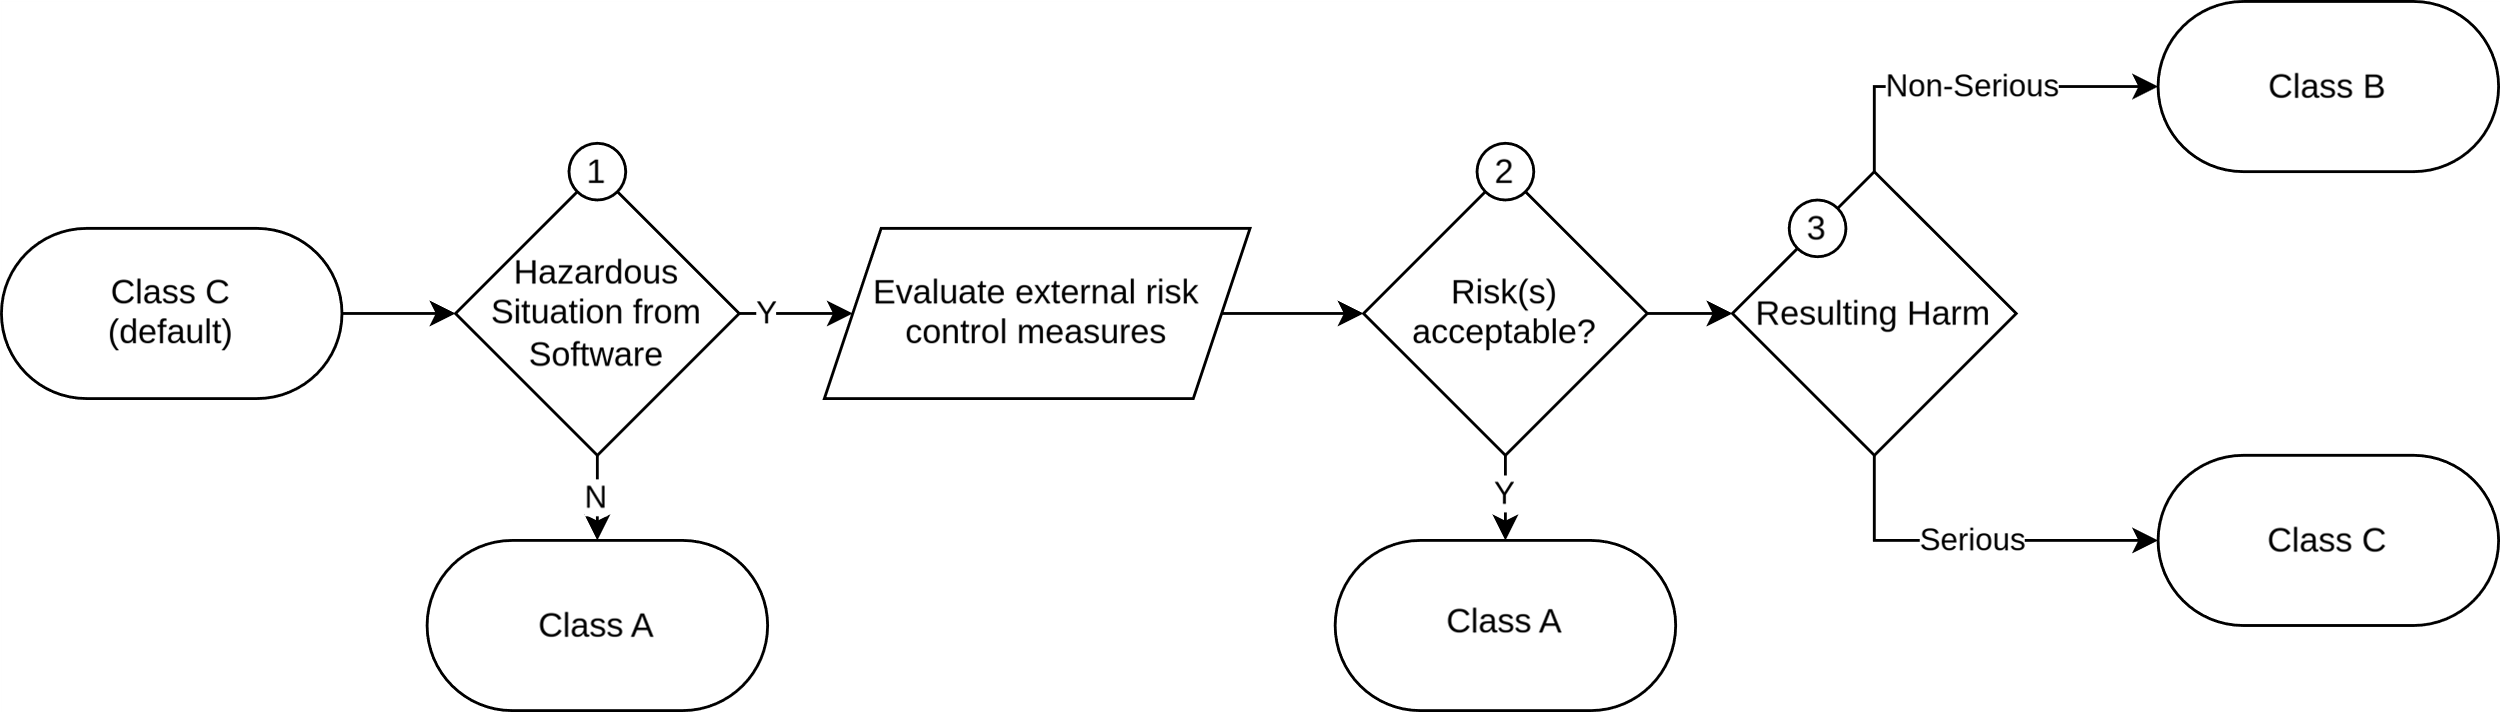 Class C
(default)
1
Hazardous
Situation from
Software
N
Class A
Y
Evaluate external risk
control measures
2
Risk(s)
acceptable?
Y
Class A
3
Resulting Harm
Non-Serious
Class B
Serious
Class C